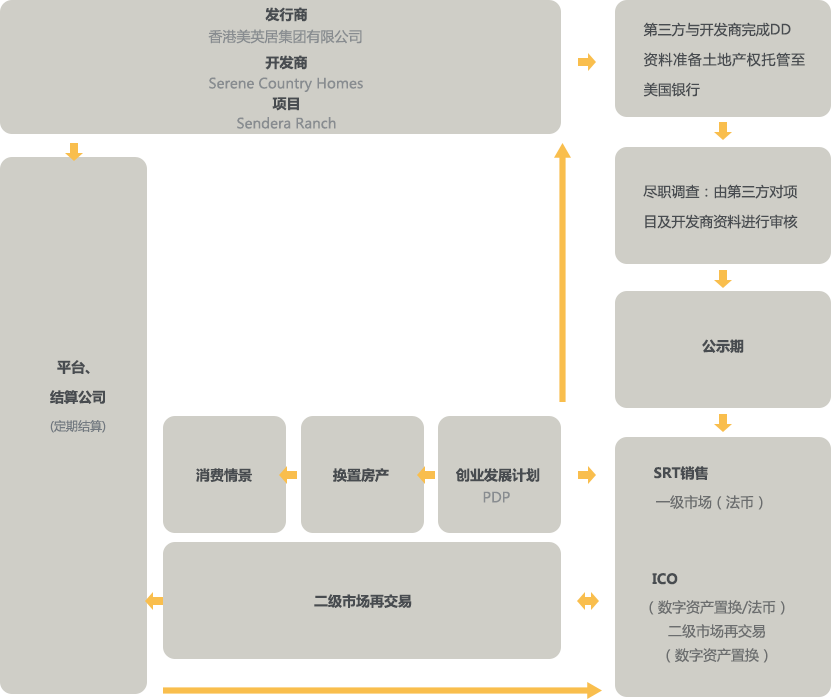 发行商
香港美英居集团有限公司
开发商
Serene Country Homes
项目
Sendera Ranch
第三方与开发商完成DD
资料准备土地产权托管至
美国银行
尽职调查：由第三方对项
目及开发商资料进行审核
公示期
平台、
结算公司
(定期结算)
消费情景
换置房产
创业发展计划
PDP
SRT销售
一级市场（法币）
二级市场再交易
ICO
（数字资产置换/法币）
二级市场再交易
（数字资产置换）